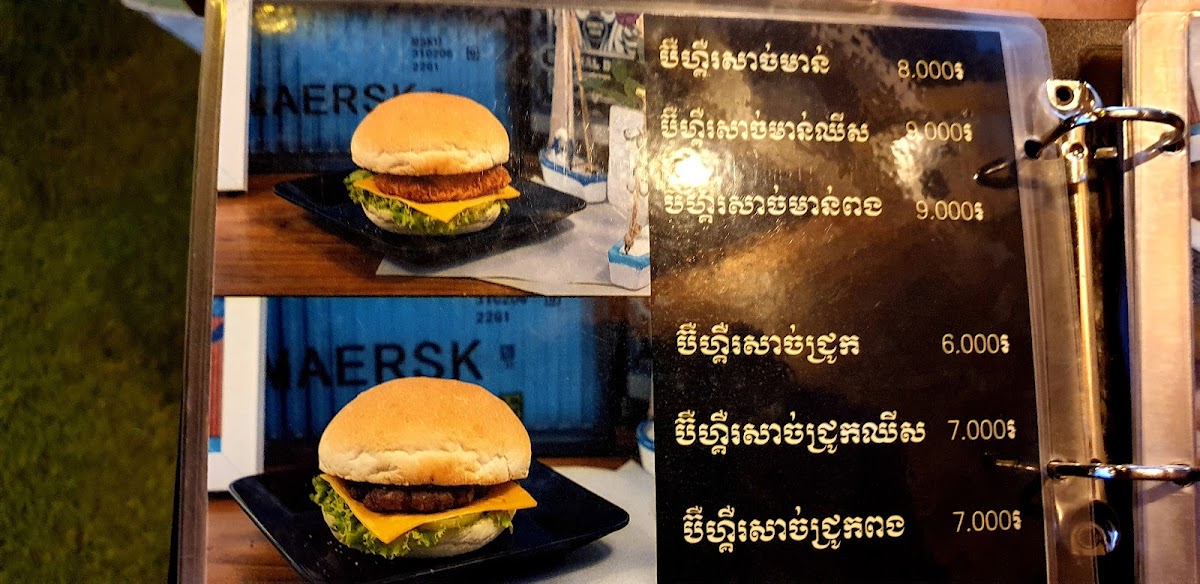 MAERSK
2261
ប៊ឺហ្គឺរសាច់មាន់ 8.000៛
ប៊ឺហ្គឺរសាច់មាន់ឈីស 9.000៛
ប៊ឺហ្គឺរសាច់មាន់ពង 9.000៛
310206
2261
MAERSK
ប៊ឺហ្គឺរសាច់ជ្រូក 6.000៛
ប៊ឺហ្គឺរសាច់ជ្រូកឈីស 7.000៛
ប៊ឺហ្គឺរសាច់ជ្រូកពង 7.000៛